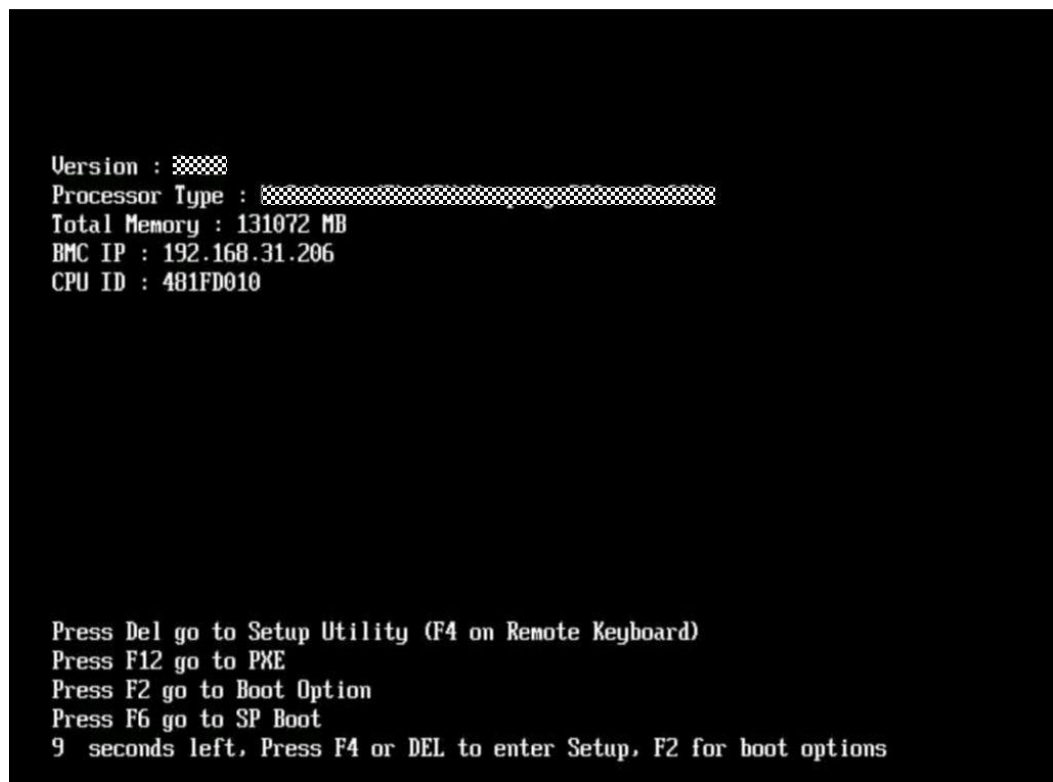 Version :
Processor Type :
Total Memory : 131072 MB
BMC IP : 192.168.31.206
CPU ID : 481FD010
Press Del go to Setup Utility (F4 on Remote Keyboard)
Press F12 go to PXE
Press F2 go to Boot Option
Press F6 go to SP Boot
9 seconds left, Press F4 or DEL to enter Setup, F2 for boot options